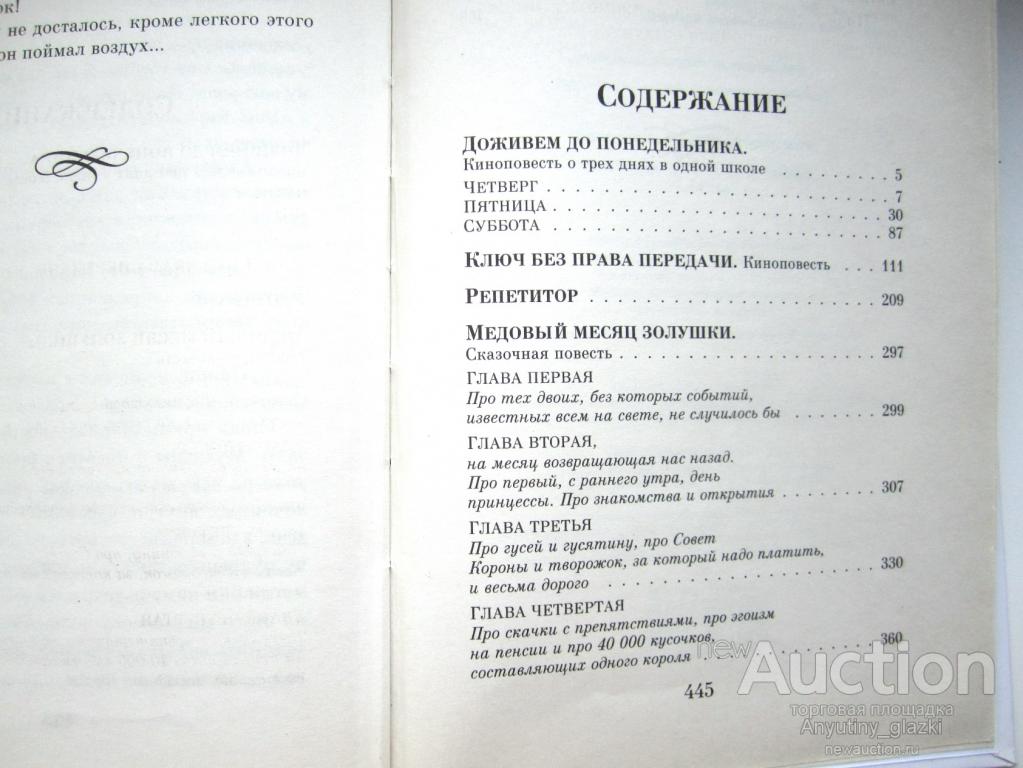 ок!
не досталось, кроме легкого этого
он поймал воздух...
СОДЕРЖАНИЕ
ДОЖИВЕМ ДО ПОНЕДЕЛЬНИКА.
Киноповесть о трех днях в одной школе . . . . . . . . 5
ЧЕТВЕРГ . . . . . . . . . . . . . . . . . . . . . . . . 7
ПЯТНИЦА . . . . . . . . . . . . . . . . . . . . . . . 30
СУББОТА . . . . . . . . . . . . . . . . . . . . . . . 87
КЛЮЧ БЕЗ ПРАВА ПЕРЕДАЧИ. Киноповесть . . . 111
РЕПЕТИТОР . . . . . . . . . . . . . . . . . . . . . 209
МЕДОВЫЙ МЕСЯЦ ЗОЛУШКИ.
Сказочная повесть . . . . . . . . . . . . . . . . . . 297
ГЛАВА ПЕРВАЯ
Про тех двоих, без которых событий,
известных всем на свете, не случилось бы . . . . . . . 299
ГЛАВА ВТОРАЯ,
на месяц возвращающая нас назад.
Про первый, с раннего утра, день
принцессы. Про знакомства и открытия . . . . . . . 307
ГЛАВА ТРЕТЬЯ
Про гусей и гусятину, про Совет
Короны и творожок, за который надо платить,
и весьма дорого . . . . . . . . . . . . . . . . . . . 330
ГЛАВА ЧЕТВЕРТАЯ
Про скачки с препятствиями, про эгоизм
на пенсии и про 40 000 кусочков,
составляющих одного короля . . . . . . . . . . . . . 360
445
newAuction
торговая площадка
Anyutiny_glazki
newauction.ru